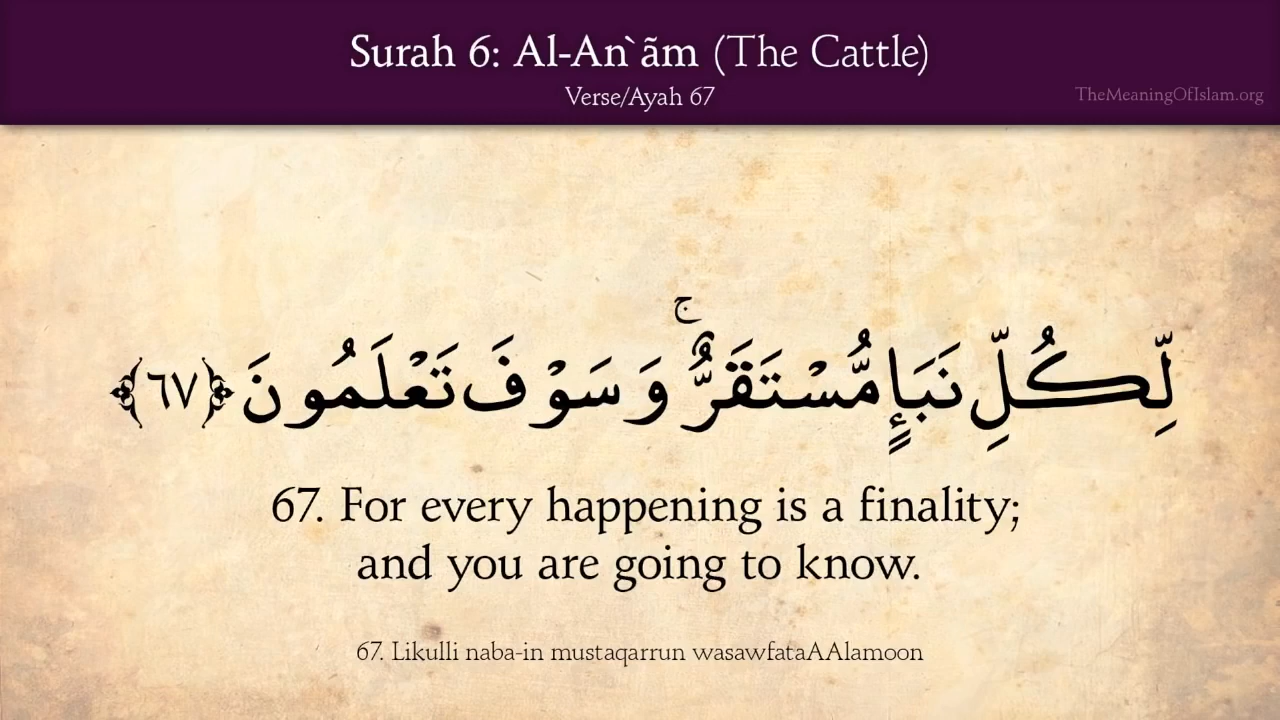 Surah 6: Al-An`ãm (The Cattle)
Verse/Ayah 67
TheMeaningOfIslam.org
لِّكُلِّ نَبَإٍ مُّسْتَقَرٌّ ۚ وَ سَوْفَ تَعْلَمُونَ ﴿٦٧﴾
67. For every happening is a finality;
and you are going to know.
67. Likulli naba-in mustaqarrun wasawfataAAlamoon